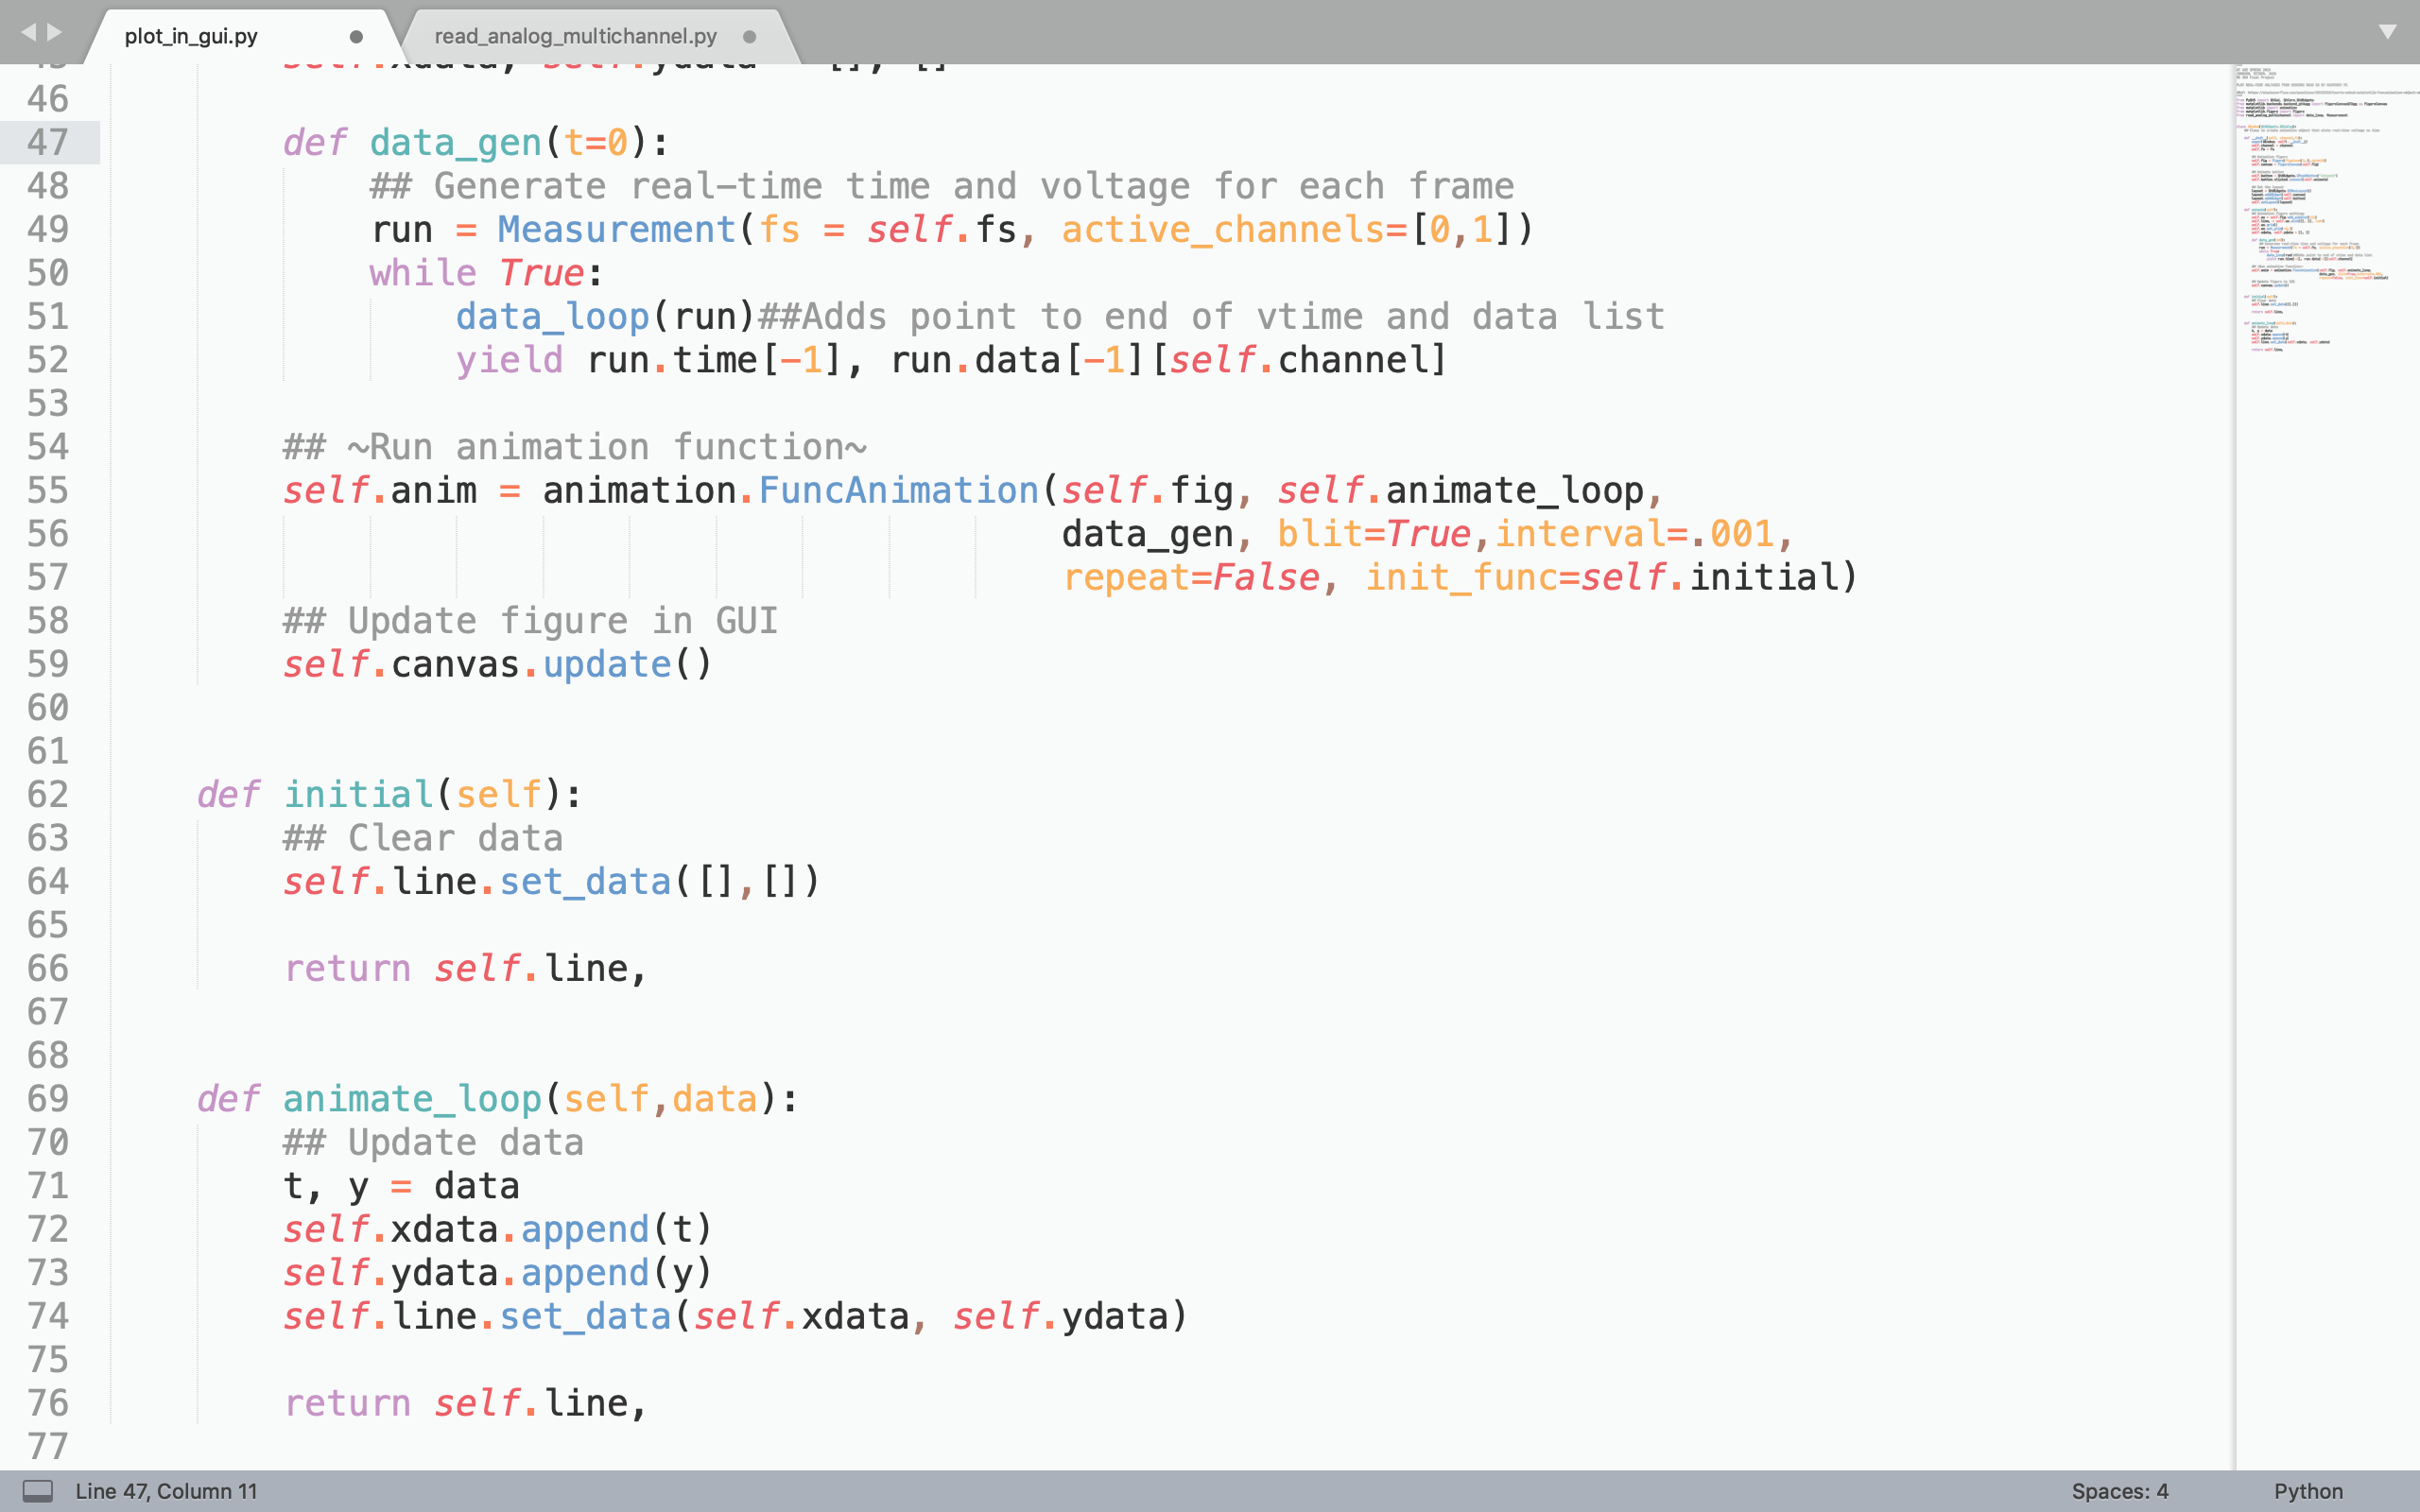 plot_in_gui.py
read_analog_multichannel.py
self.xdata, self.ydata = [], []
46
47 def data_gen(t=0):
48 ## Generate real-time time and voltage for each frame
49 run = Measurement(fs = self.fs, active_channels=[0,1])
50 while True:
51 data_loop(run)##Adds point to end of vtime and data list
52 yield run.time[-1], run.data[-1][self.channel]
53
54 ## ~Run animation function~
55 self.anim = animation.FuncAnimation(self.fig, self.animate_loop,
56 data_gen, blit=True,interval=.001,
57 repeat=False, init_func=self.initial)
58 ## Update figure in GUI
59 self.canvas.update()
60
61
62 def initial(self):
63 ## Clear data
64 self.line.set_data([],[])
65
66 return self.line,
67
68
69 def animate_loop(self,data):
70 ## Update data
71 t, y = data
72 self.xdata.append(t)
73 self.ydata.append(y)
74 self.line.set_data(self.xdata, self.ydata)
75
76 return self.line,
77
Line 47, Column 11
Spaces: 4
Python